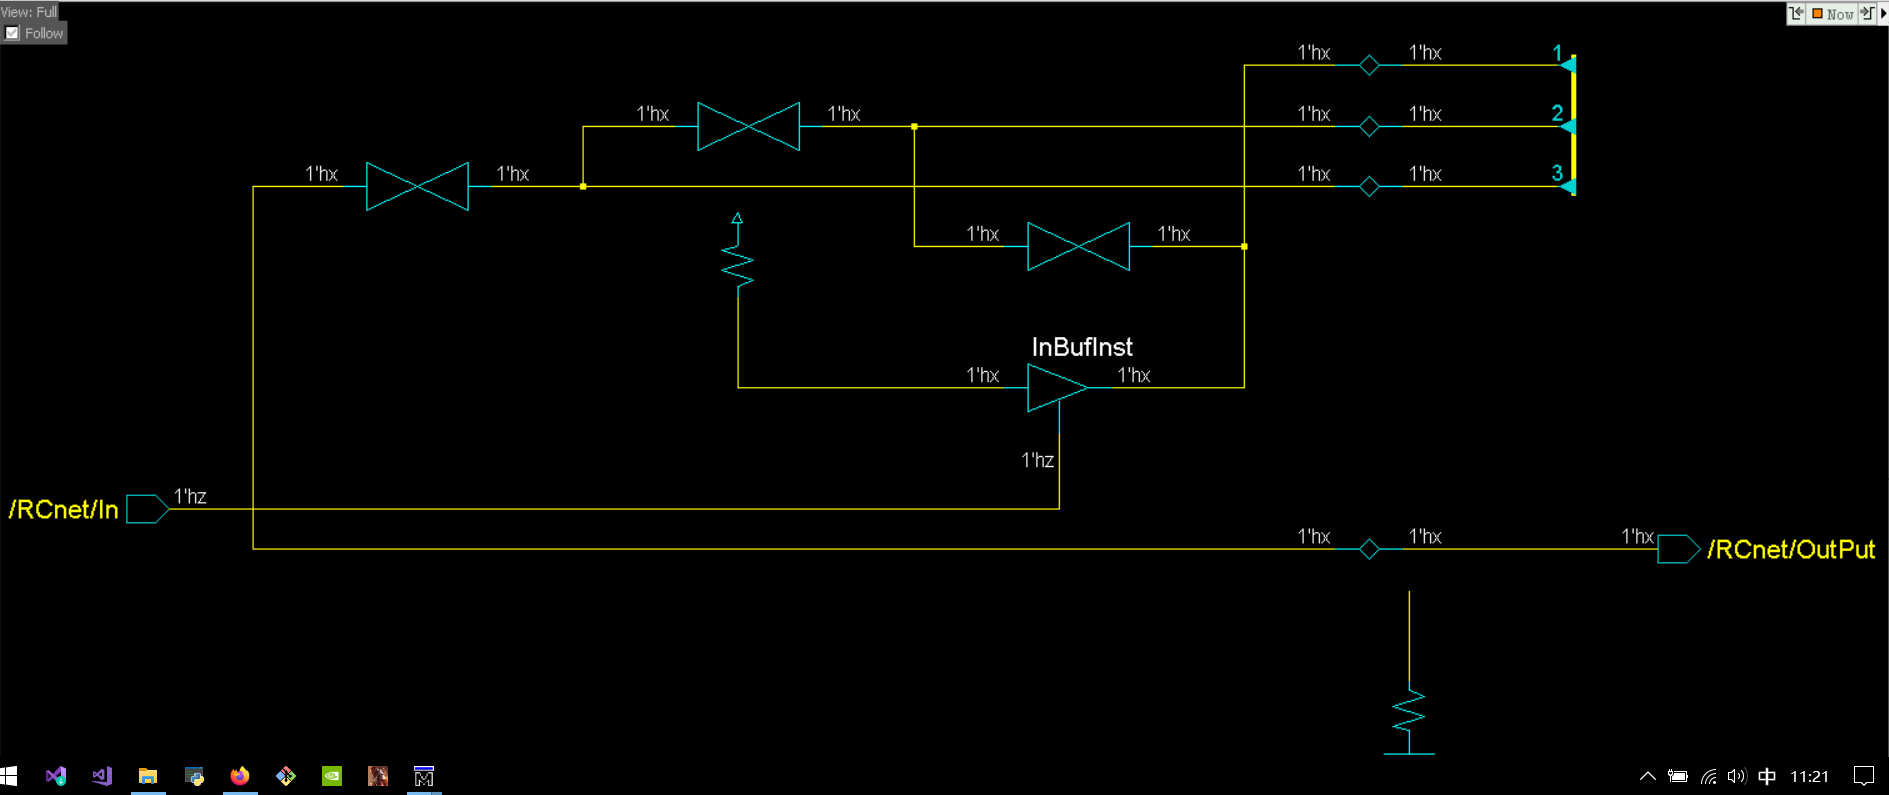 View: Full
Follow
Now
1'hx 1'hx 1
1'hx 1'hx 1'hx 1'hx 2
1'hx 1'hx 1'hx 1'hx 3
1'hx 1'hx
InBufInst
1'hx 1'hx
1'hz
/RCnet/In 1'hz
1'hx 1'hx 1'hx /RCnet/OutPut
中 11:21